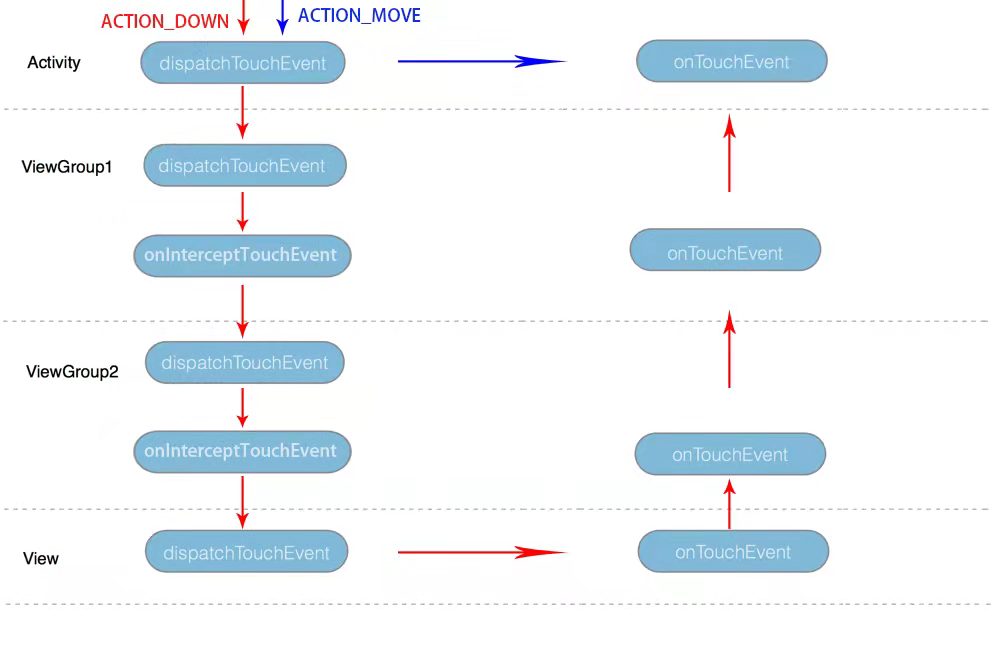 ACTION_DOWN
ACTION_MOVE
Activity
dispatchTouchEvent
onTouchEvent
ViewGroup1
dispatchTouchEvent
onInterceptTouchEvent
onTouchEvent
ViewGroup2
dispatchTouchEvent
onInterceptTouchEvent
onTouchEvent
View
dispatchTouchEvent
onTouchEvent